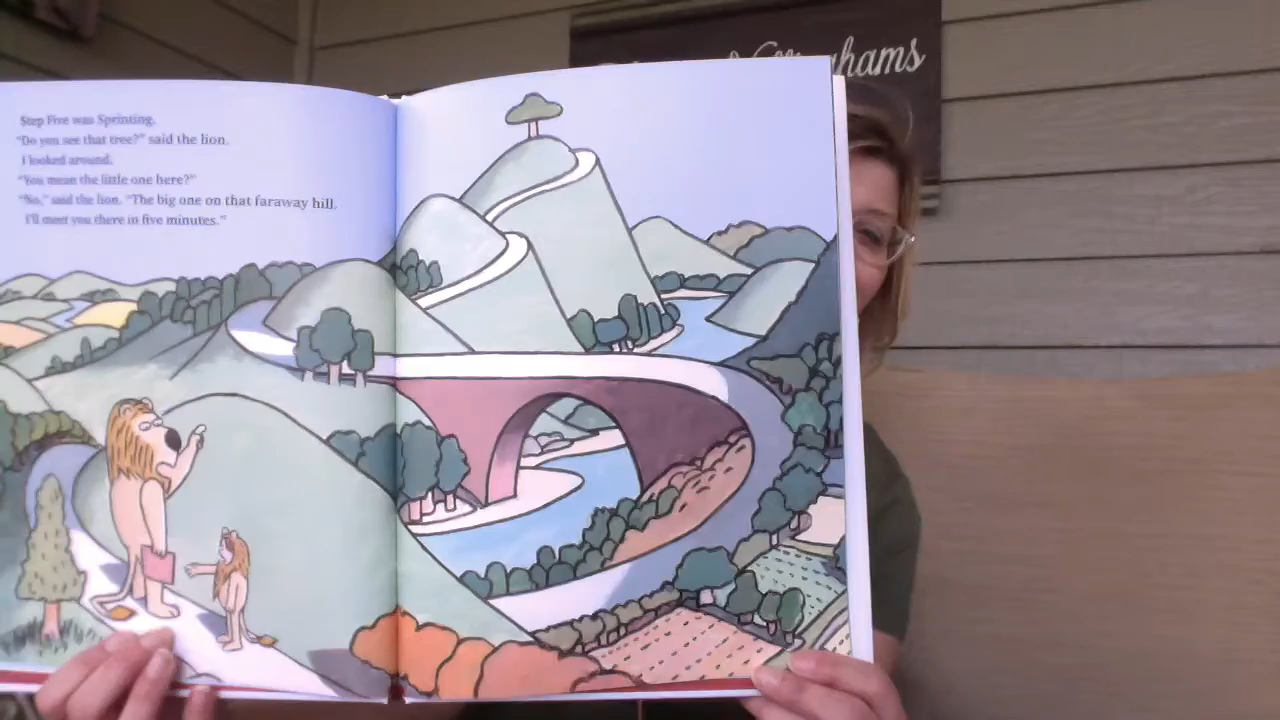 Step Five was Sprinting.
"Do you see that tree?" said the lion.
I looked around.
"You mean the little one here?"
"No," said the lion. "The big one on that faraway hill.
I'll meet you there in five minutes."